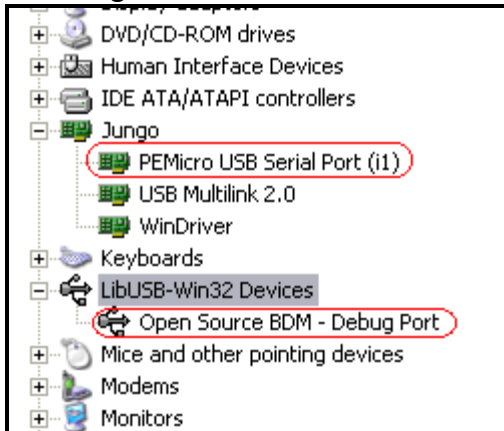 DVD/CD-ROM drives
Human Interface Devices
IDE ATA/ATAPI controllers
Jungo
PEMicro USB Serial Port (i1)
USB Multilink 2.0
WinDriver
Keyboards
LibUSB-Win32 Devices
Open Source BDM - Debug Port
Mice and other pointing devices
Modems
Monitors